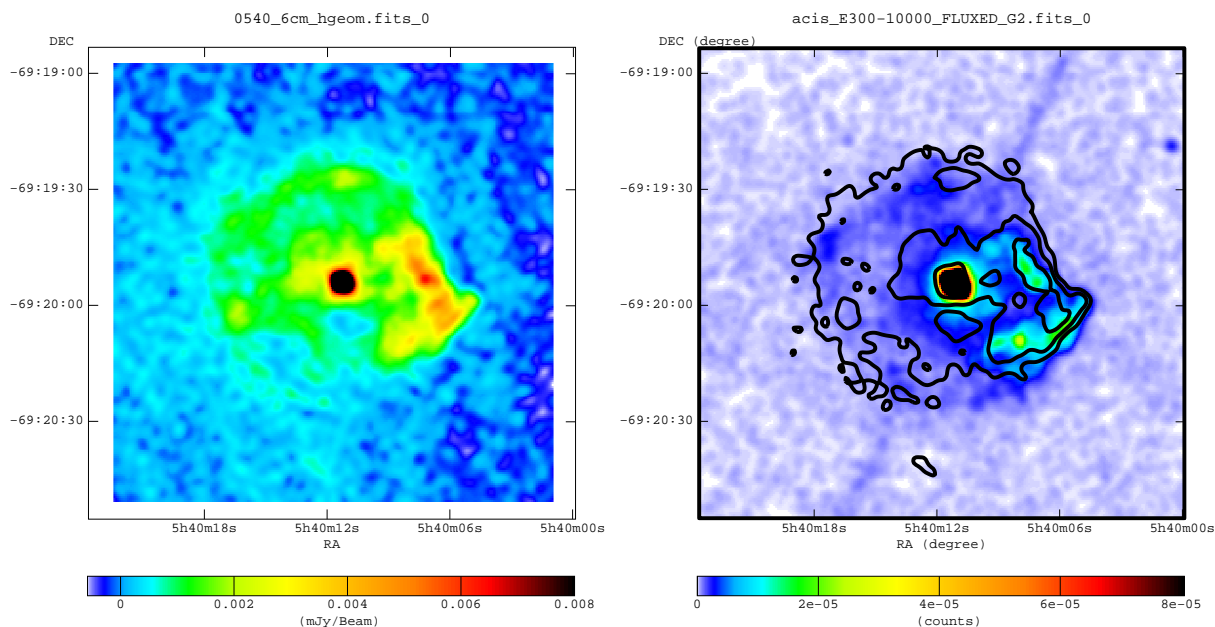 0540_6cm_hgeom.fits_0
DEC
-69:19:00
-69:19:30
-69:20:00
-69:20:30
5h40m18s 5h40m12s 5h40m06s 5h40m00s
RA
0 0.002 0.004 0.006 0.008
(mJy/Beam)
acis_E300-10000_FLUXED_G2.fits_0
DEC (degree)
-69:19:00
-69:19:30
-69:20:00
-69:20:30
5h40m18s 5h40m12s 5h40m06s 5h40m00s
RA (degree)
0 2e-05 4e-05 6e-05 8e-05
(counts)